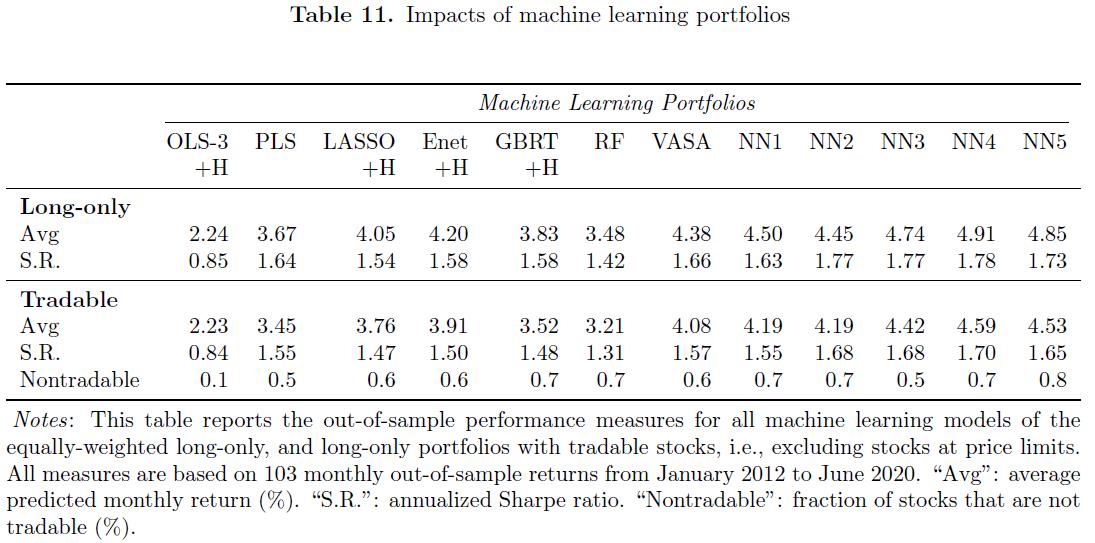 Table 11. Impacts of machine learning portfolios
Machine Learning Portfolios
OLS-3 PLS LASSO Enet GBRT RF VASA NN1 NN2 NN3 NN4 NN5
+H +H +H +H
Long-only
Avg 2.24 3.67 4.05 4.20 3.83 3.48 4.38 4.50 4.45 4.74 4.91 4.85
S.R. 0.85 1.64 1.54 1.58 1.58 1.42 1.66 1.63 1.77 1.77 1.78 1.73
Tradable
Avg 2.23 3.45 3.76 3.91 3.52 3.21 4.08 4.19 4.19 4.42 4.59 4.53
S.R. 0.84 1.55 1.47 1.50 1.48 1.31 1.57 1.55 1.68 1.68 1.70 1.65
Nontradable 0.1 0.5 0.6 0.6 0.7 0.7 0.6 0.7 0.7 0.5 0.7 0.8
Notes: This table reports the out-of-sample performance measures for all machine learning models of the
equally-weighted long-only, and long-only portfolios with tradable stocks, i.e., excluding stocks at price limits.
All measures are based on 103 monthly out-of-sample returns from January 2012 to June 2020. “Avg”: average
predicted monthly return (%). “S.R.”: annualized Sharpe ratio. “Nontradable”: fraction of stocks that are not
tradable (%).